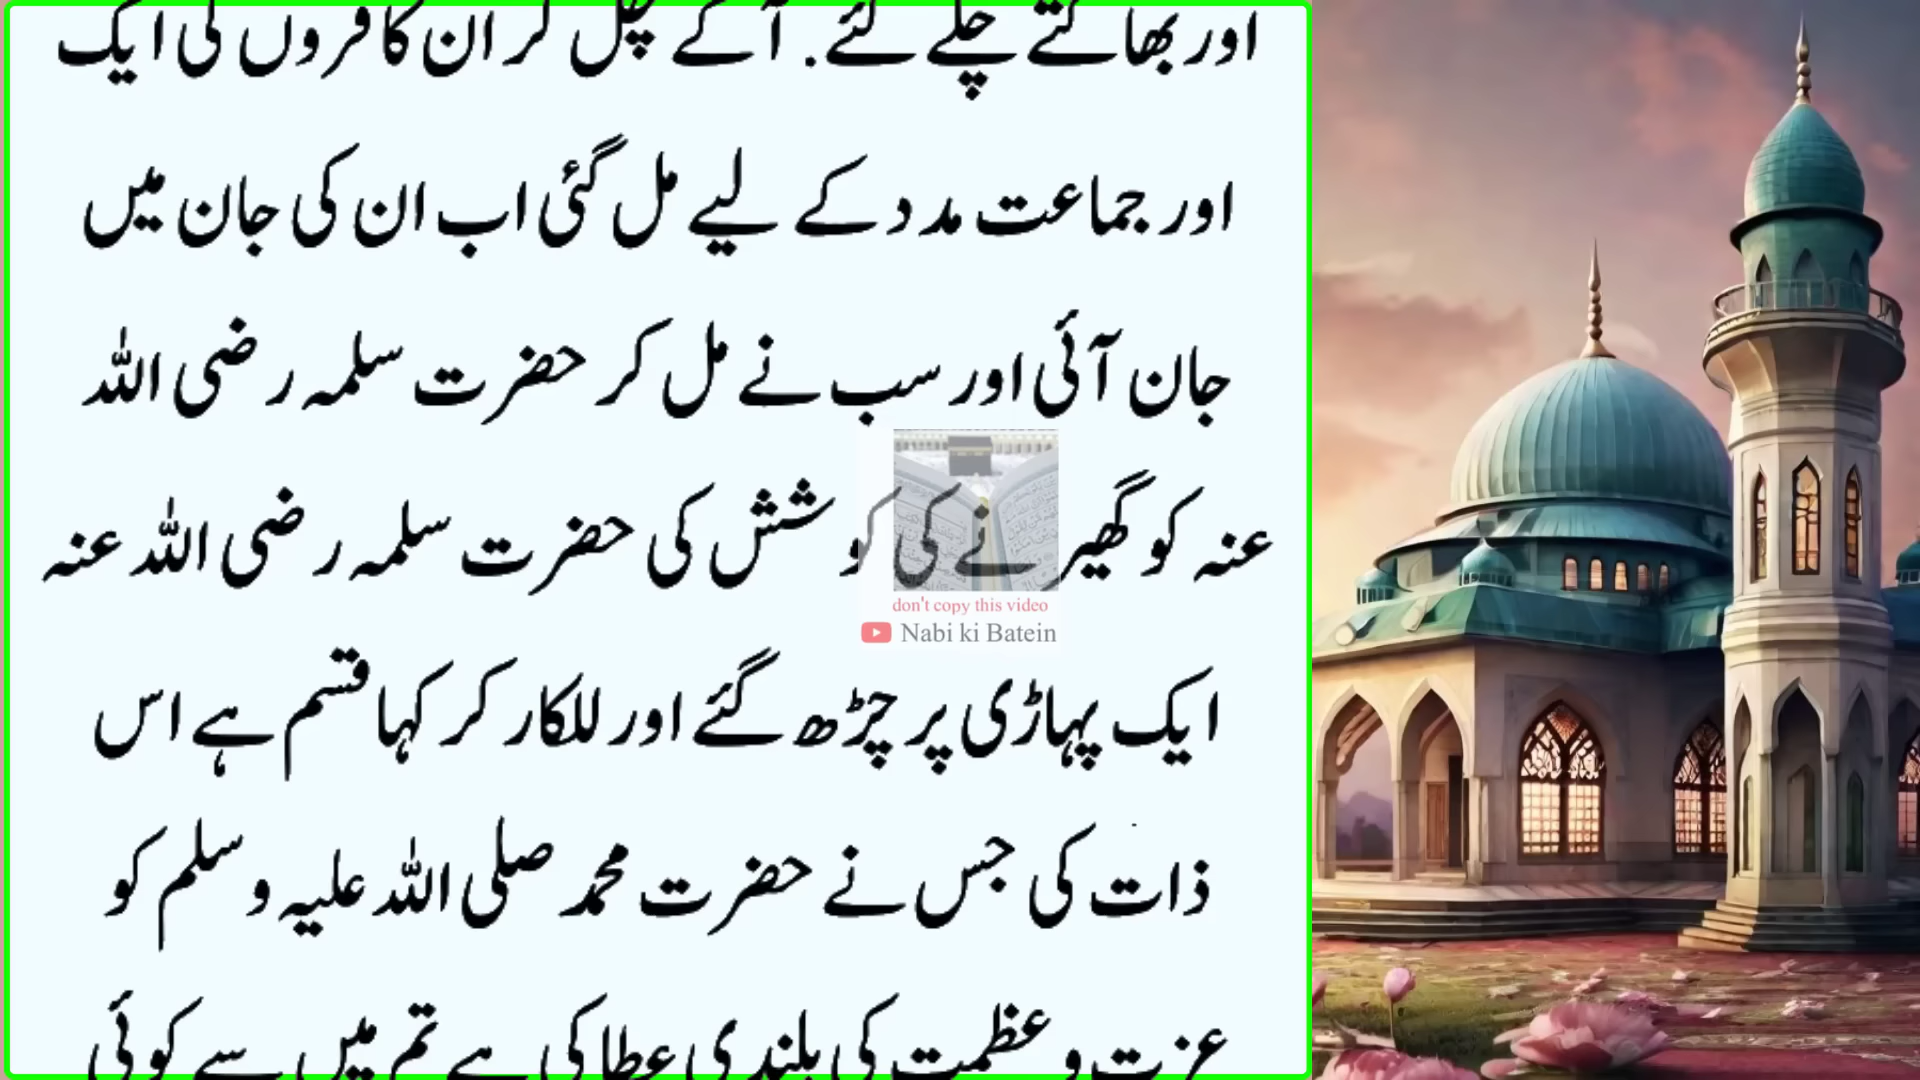 اور بھاگتے چلے گئے. آگے چل کر ان کافروں کی ایک
اور جماعت مدد کے لیے مل گئی اب ان کی جان میں
جان آئی اور سب نے مل کر حضرت سلمہ رضی اللہ
عنہ کو گھیرنے کی کوشش کی حضرت سلمہ رضی اللہ عنہ
ایک پہاڑی پر چڑھ گئے اور للکار کر کہا قسم ہے اس
ذات کی جس نے حضرت محمد صلی اللہ علیہ وسلم کو
عزت و عظمت کی بلندی عطا کی ہے تم میں سے کوئی
don't copy this video
Nabi ki Batein